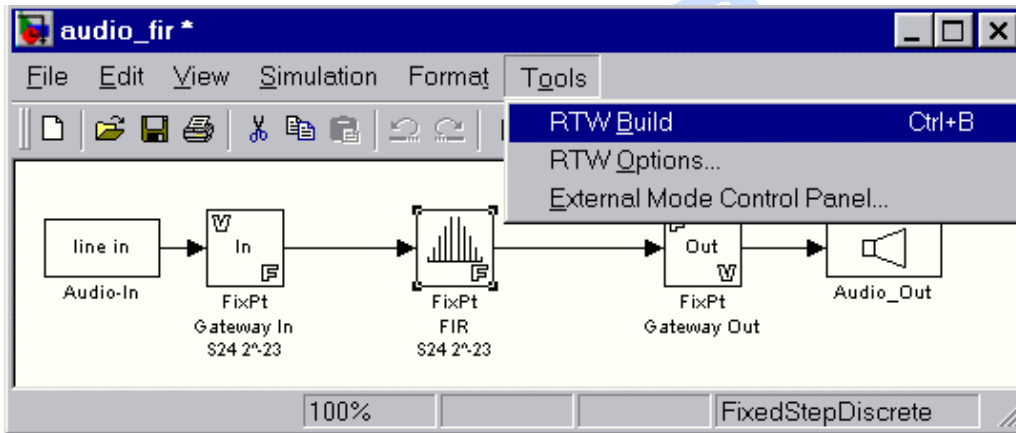 audio_fir *
File Edit View Simulation Format Tools
RTW Build Ctrl+B
RTW Options...
External Mode Control Panel...
line in
Audio-In
V
In
F
FixPt
Gateway In
S24 2^-23
F
FixPt
FIR
S24 2^-23
Out
V
FixPt
Gateway Out
Audio_Out
100%
FixedStepDiscrete